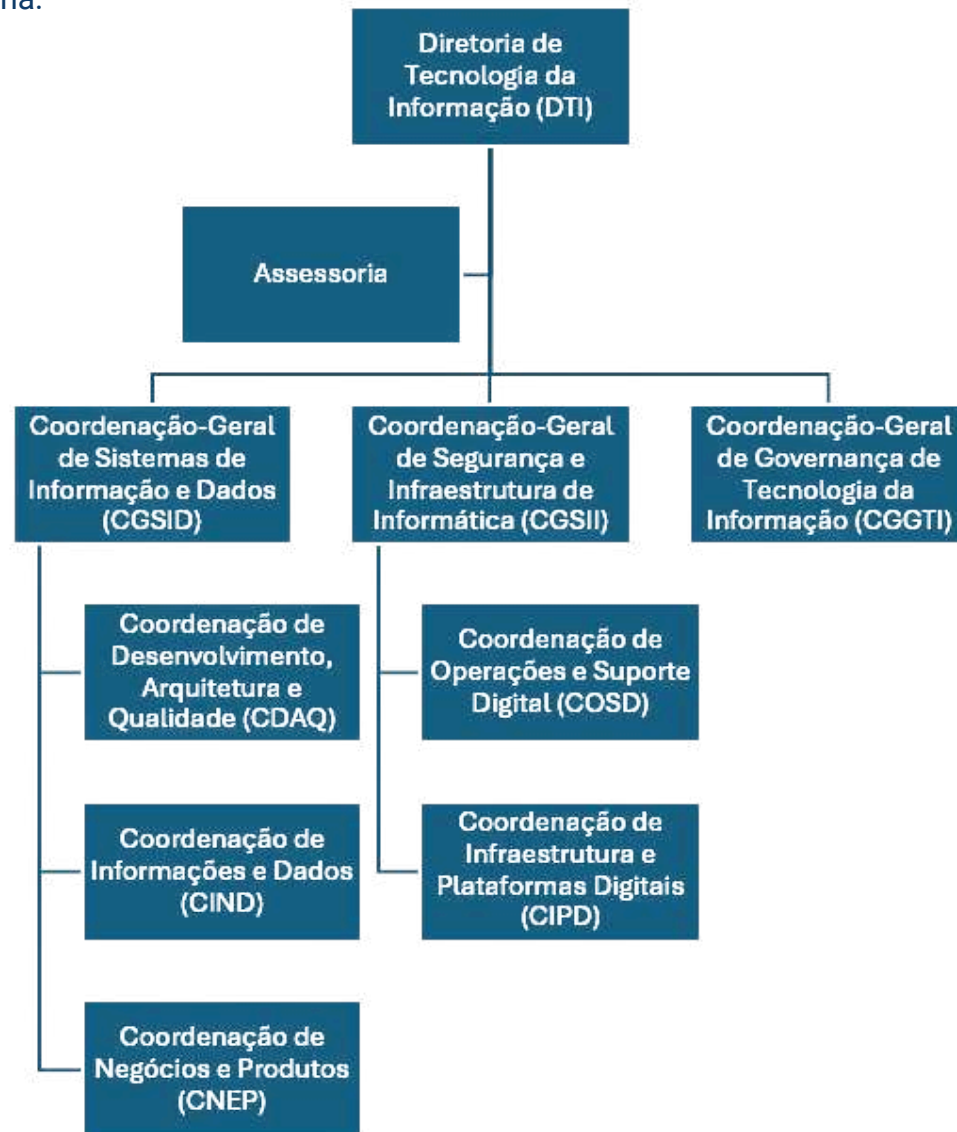 Diretoria de
Tecnologia da
Informação (DTI)
Assessoria
Coordenação-Geral
de Sistemas de
Informação e Dados
(CGSID)
Coordenação-Geral
de Segurança e
Infraestrutura de
Informática (CGSII)
Coordenação-Geral
de Governança de
Tecnologia da
Informação (CGGTI)
Coordenação de
Desenvolvimento,
Arquitetura e
Qualidade (CDAQ)
Coordenação de
Operações e Suporte
Digital (COSD)
Coordenação de
Informações e Dados
(CIND)
Coordenação de
Infraestrutura e
Plataformas Digitais
(CIPD)
Coordenação de
Negócios e Produtos
(CNEP)